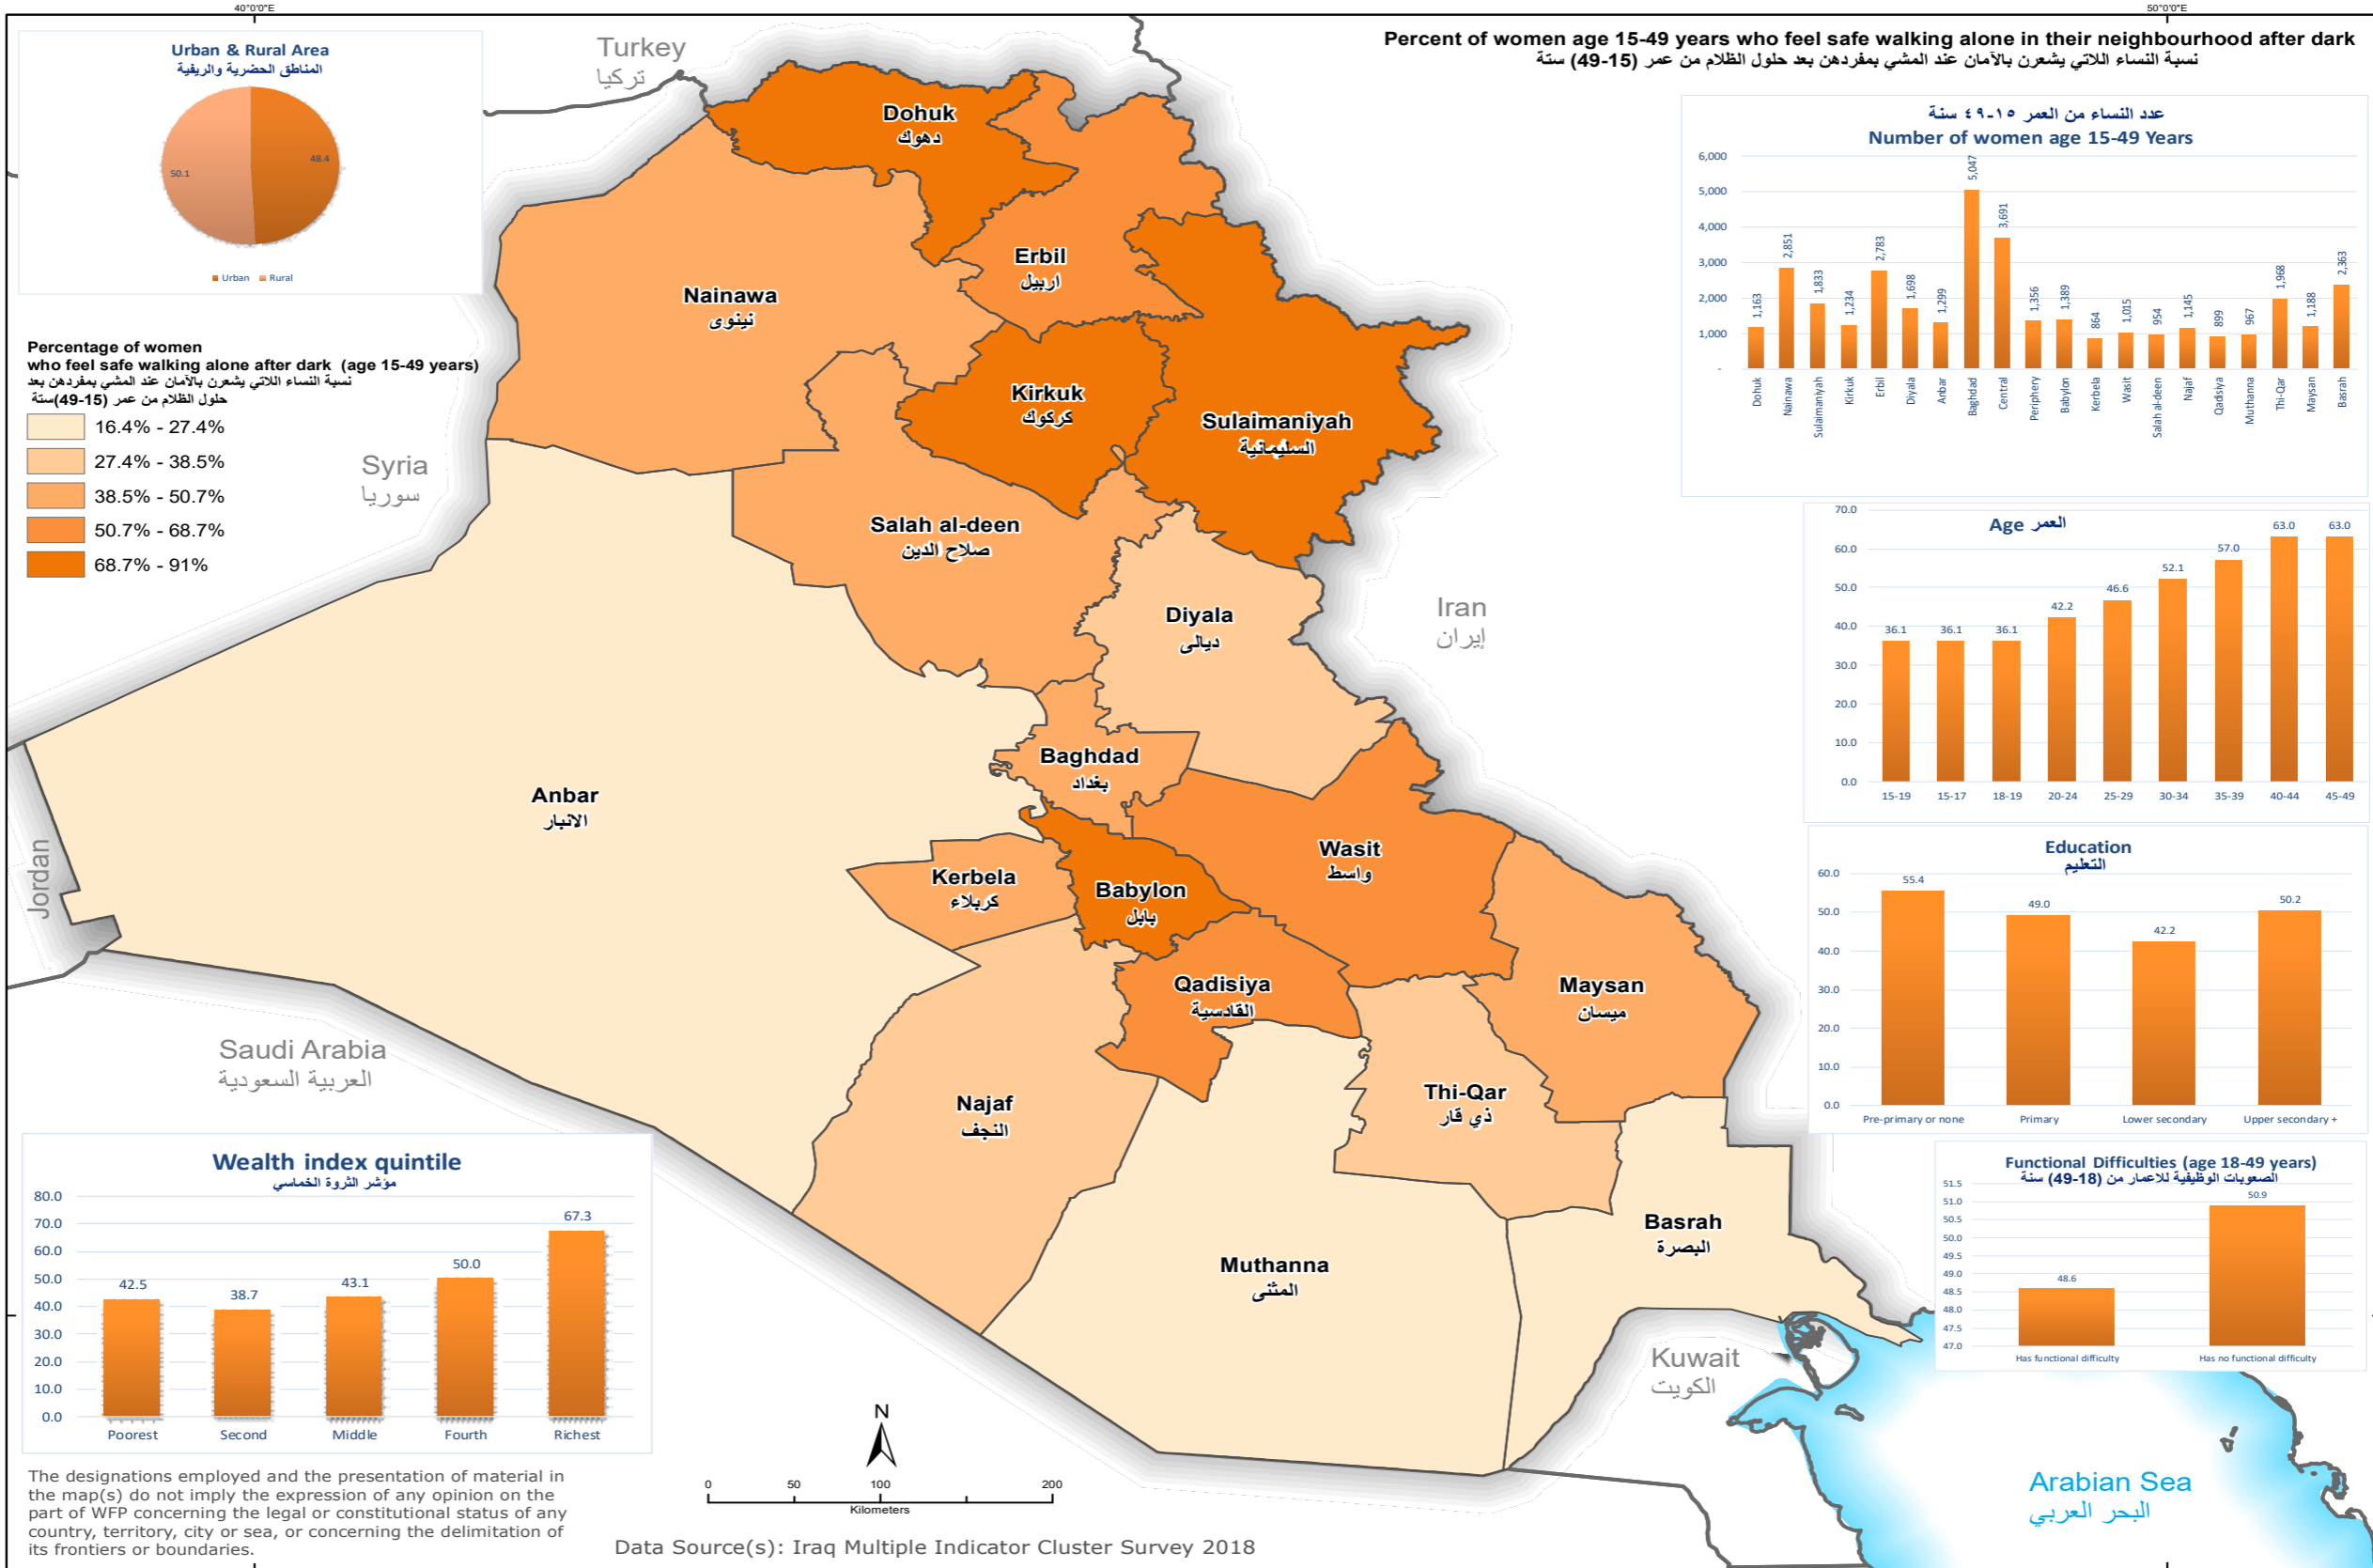 40°0'0"E
50°0'0"E
Percent of women age 15-49 years who feel safe walking alone in their neighbourhood after dark
نسبة النساء اللاتي يشعرن بالآمان عند المشي بمفردهن بعد حلول الظلام من عمر (15-49) ستة
Urban & Rural Area
المناطق الحضرية والريفية
48.4
50.1
Urban
Rural
Percentage of women
who feel safe walking alone after dark (age 15-49 years)
نسبة النساء اللاتي يشعرن بالآمان عند المشي بمفردهن بعد
حلول الظلام من عمر (15-49)ستة
16.4% - 27.4%
27.4% - 38.5%
38.5% - 50.7%
50.7% - 68.7%
68.7% - 91%
Turkey
تركيا
Syria
سوريا
Iran
إيران
Jordan
Saudi Arabia
العربية السعودية
Kuwait
الكويت
Arabian Sea
البحر العربي
Dohuk
دهوك
Erbil
اربيل
Nainawa
نينوى
Kirkuk
كركوك
Sulaimaniyah
السليمانية
Salah al-deen
صلاح الدين
Diyala
ديالى
Baghdad
بغداد
Anbar
الانبار
Wasit
واسط
Kerbela
كربلاء
Babylon
بابل
Qadisiya
القادسية
Maysan
ميسان
Najaf
النجف
Thi-Qar
ذي قار
Basrah
البصرة
Muthanna
المثنى
عدد النساء من العمر ١٥-٤٩ سنة
Number of women age 15-49 Years
6,000
5,000
4,000
3,000
2,000
1,000
-
1,163
2,851
1,833
1,234
2,783
1,698
1,299
5,047
3,691
1,356
1,389
864
1,015
954
1,145
899
967
1,968
1,188
2,363
Dohuk
Nainawa
Sulaimaniyah
Kirkuk
Erbil
Diyala
Anbar
Baghdad
Central
Periphery
Babylon
Kerbela
Wasit
Salah al-deen
Najaf
Qadisiya
Muthanna
Thi-Qar
Maysan
Basrah
Age العمر
70.0
60.0
50.0
40.0
30.0
20.0
10.0
0.0
36.1
36.1
36.1
42.2
46.6
52.1
57.0
63.0
63.0
15-19
15-17
18-19
20-24
25-29
30-34
35-39
40-44
45-49
Education
التعليم
60.0
50.0
40.0
30.0
20.0
10.0
0.0
55.4
49.0
42.2
50.2
Pre-primary or none
Primary
Lower secondary
Upper secondary +
Functional Difficulties (age 18-49 years)
الصعوبات الوظيفية للاعمار من (18-49) سنة
51.5
51.0
50.5
50.0
49.5
49.0
48.5
48.0
47.5
47.0
48.6
50.9
Has functional difficulty
Has no functional difficulty
Wealth index quintile
مؤشر الثروة الخماسي
80.0
70.0
60.0
50.0
40.0
30.0
20.0
10.0
0.0
42.5
38.7
43.1
50.0
67.3
Poorest
Second
Middle
Fourth
Richest
N
0
50
100
200
Kilometers
The designations employed and the presentation of material in
the map(s) do not imply the expression of any opinion on the
part of WFP concerning the legal or constitutional status of any
country, territory, city or sea, or concerning the delimitation of
its frontiers or boundaries.
Data Source(s): Iraq Multiple Indicator Cluster Survey 2018